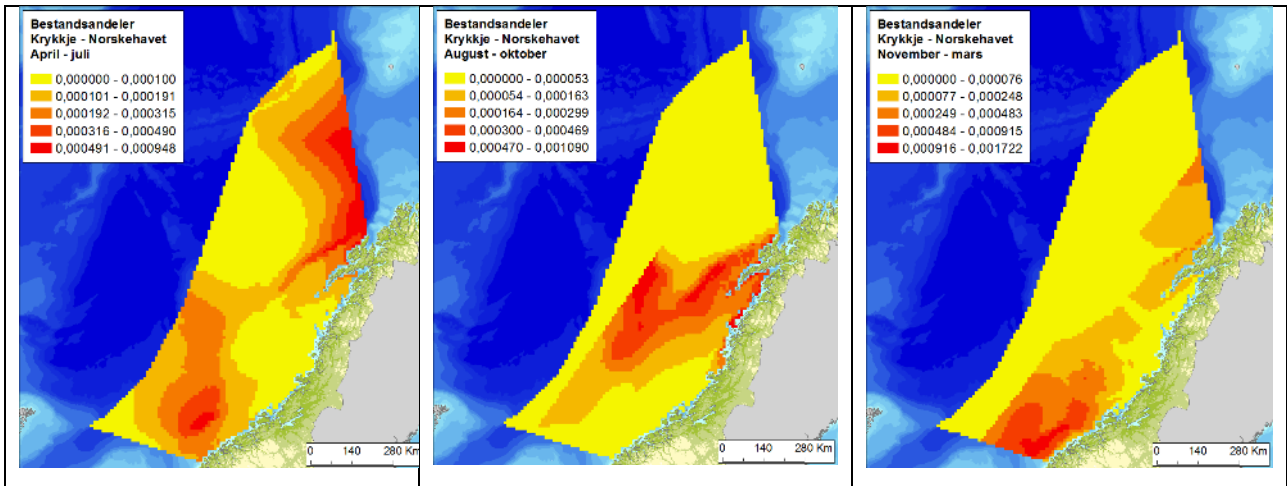 Bestandsandeler
Krykkje - Norskehavet
April - juli
0,000000 - 0,000100
0,000101 - 0,000191
0,000192 - 0,000315
0,000316 - 0,000490
0,000491 - 0,000948
0 140 280 Km
Bestandsandeler
Krykkje - Norskehavet
August - oktober
0,000000 - 0,000053
0,000054 - 0,000163
0,000164 - 0,000299
0,000300 - 0,000469
0,000470 - 0,001090
0 140 280 Km
Bestandsandeler
Krykkje - Norskehavet
November - mars
0,000000 - 0,000076
0,000077 - 0,000248
0,000249 - 0,000483
0,000484 - 0,000915
0,000916 - 0,001722
0 140 280 Km